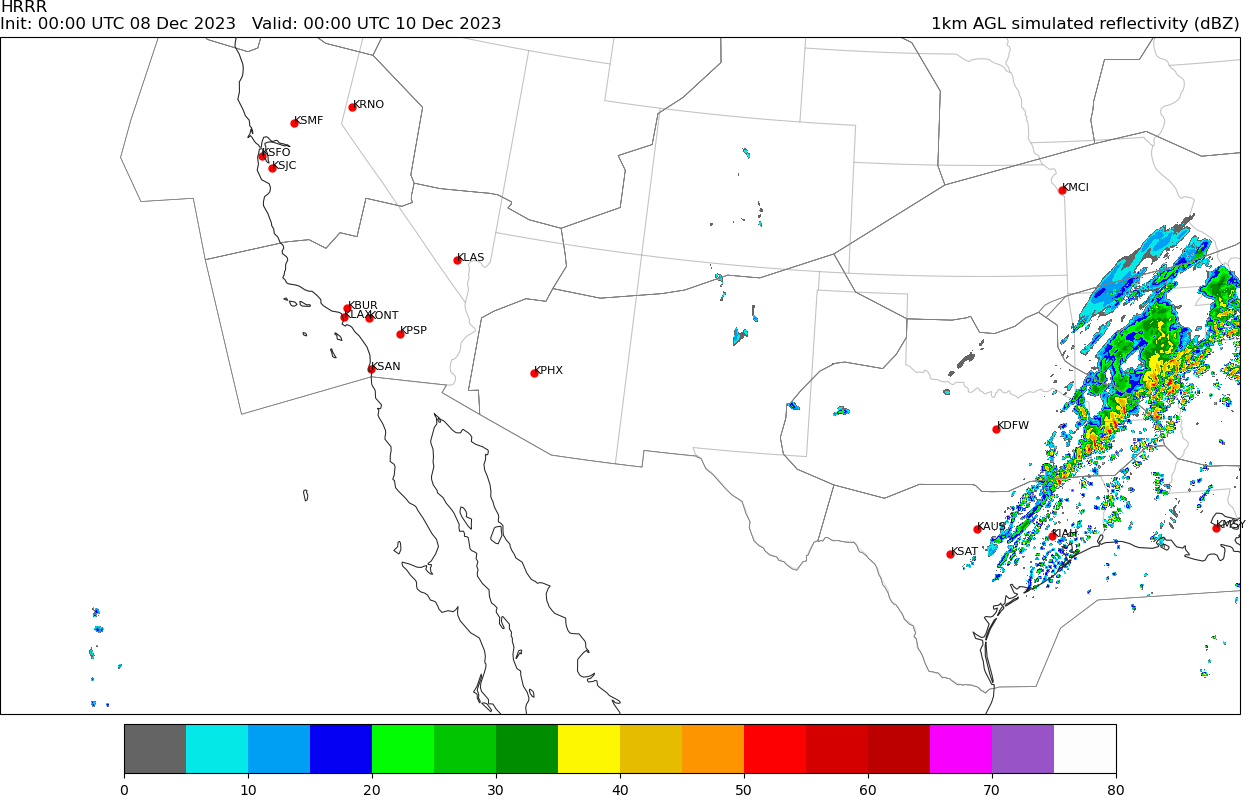 HRRR
Init: 00:00 UTC 08 Dec 2023   Valid: 00:00 UTC 10 Dec 2023   1km AGL simulated reflectivity (dBZ)
KRNO
KSMF
KSFO
KSJC
KMCI
KLAS
KBUR
KLAX KONT
KPSP
KSAN
KPHX
KDFW
KAUS
KIAH
KMSY
KSAT
0 10 20 30 40 50 60 70 80